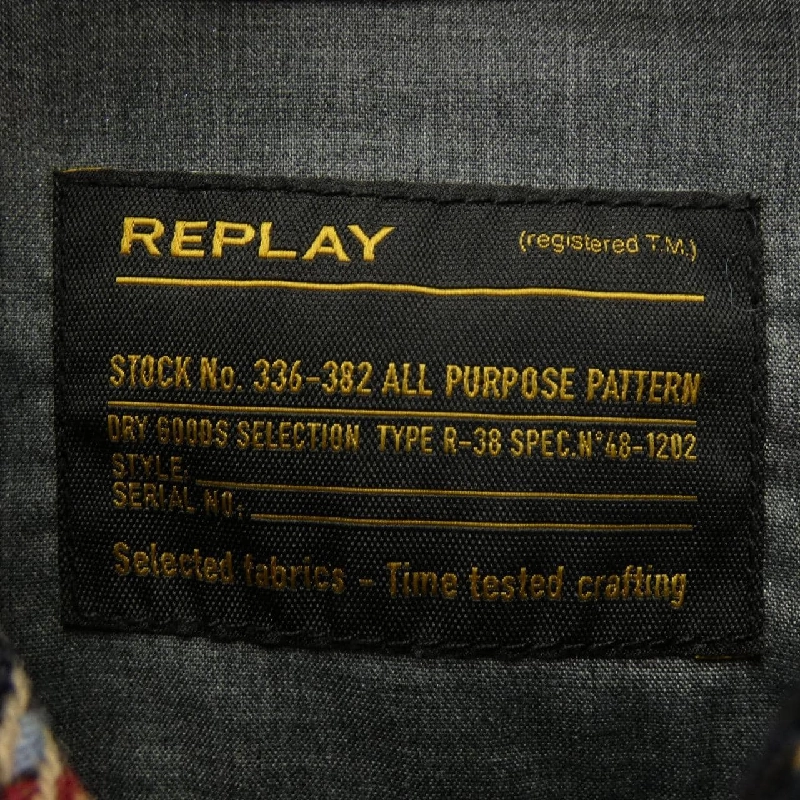 REPLAY (registered T.M.)
STOCK No. 336-382 ALL PURPOSE PATTERN
DRY GOODS SELECTION TYPE R-38 SPEC.N°48-1202
STYLE.
SERIAL NO.
Selected fabrics - Time tested crafting